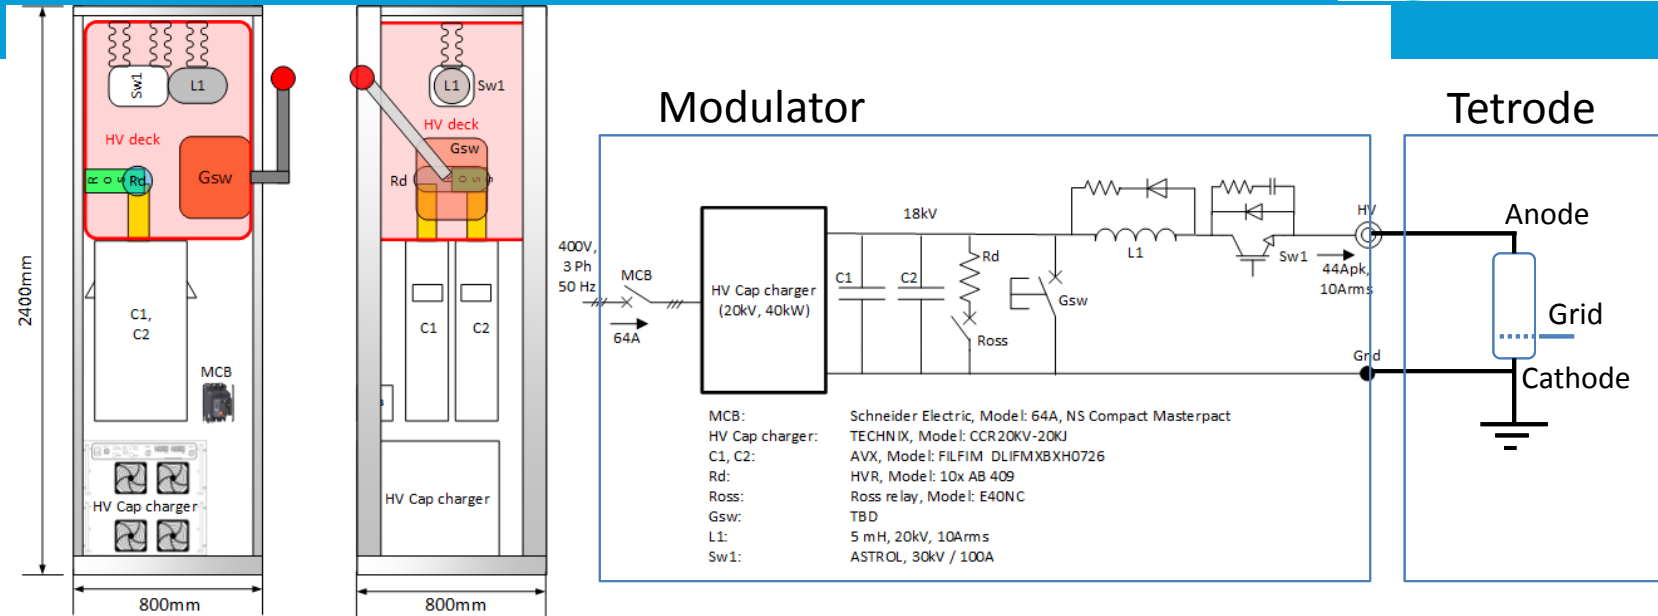 Modulator
Tetrode
Sw1
L1
HV deck
Ros
Rd
Gsw
C1,
C2
MCB
HV Cap charger
2400mm
800mm
L1
Sw1
HV deck
Gsw
Rd
C1
C2
HV Cap charger
800mm
400V,
3 Ph
50 Hz
MCB
64A
HV Cap charger
(20kV, 40kW)
18kV
C1
C2
Rd
Ross
Gsw
L1
Sw1
HV
44Apk,
10Arms
Gnd
Anode
Grid
Cathode
MCB: Schneider Electric, Model: 64A, NS Compact Masterpact
HV Cap charger: TECHNIX, Model: CCR20KV-20KJ
C1, C2: AVX, Model: FILFIM DLIFMXBXH0726
Rd: HVR, Model: 10x AB 409
Ross: Ross relay, Model: E40NC
Gsw: TBD
L1: 5 mH, 20kV, 10Arms
Sw1: ASTROL, 30kV / 100A